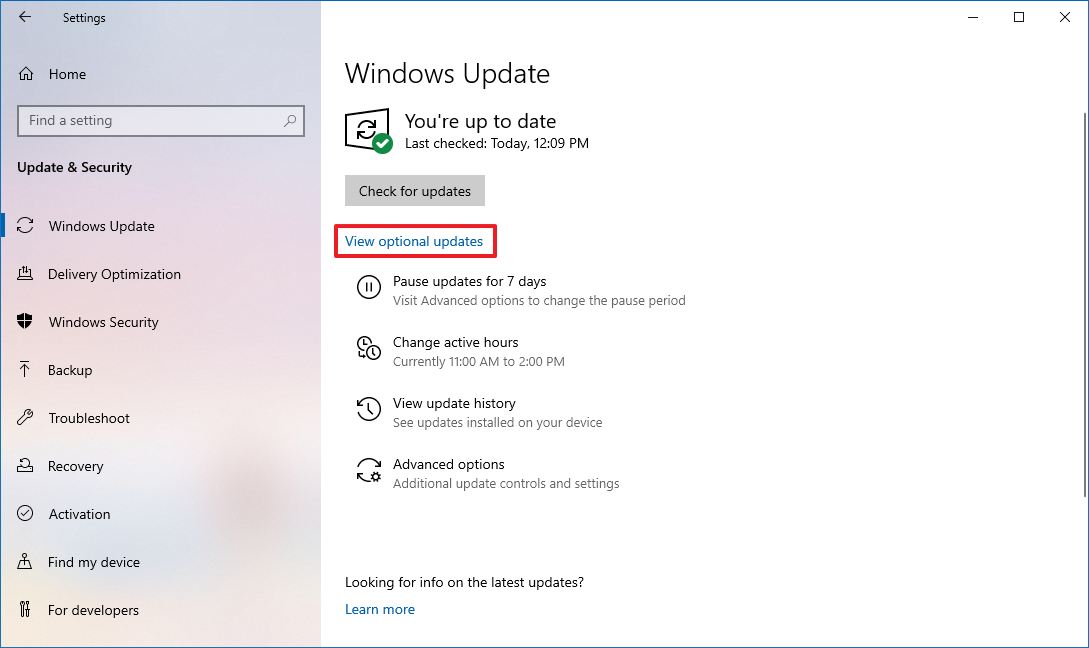 Settings
Home
Find a setting
Update & Security
Windows Update
Delivery Optimization
Windows Security
Backup
Troubleshoot
Recovery
Activation
Find my device
For developers
Windows Update
You're up to date
Last checked: Today, 12:09 PM
Check for updates
View optional updates
Pause updates for 7 days
Visit Advanced options to change the pause period
Change active hours
Currently 11:00 AM to 2:00 PM
View update history
See updates installed on your device
Advanced options
Additional update controls and settings
Looking for info on the latest updates?
Learn more